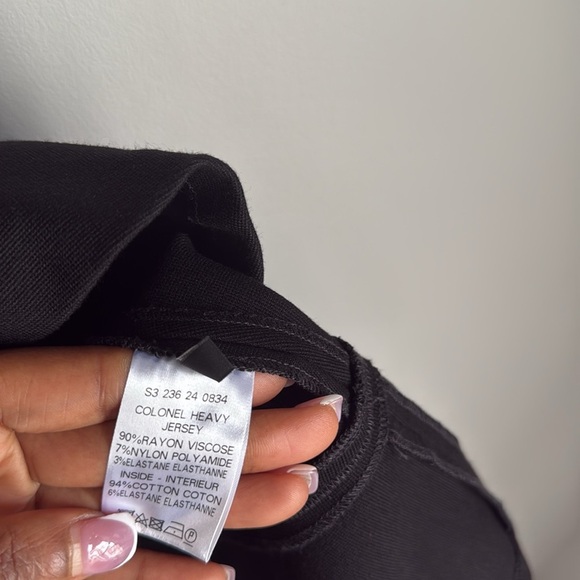 S3 236 24 0834
COLONEL HEAVY
JERSEY
90%RAYON VISCOSE
7%NYLON POLYAMIDE
3%ELASTANE ELASTHANNE
INSIDE - INTERIEUR
94%COTTON COTON
6%ELASTANE ELASTHANNE
P